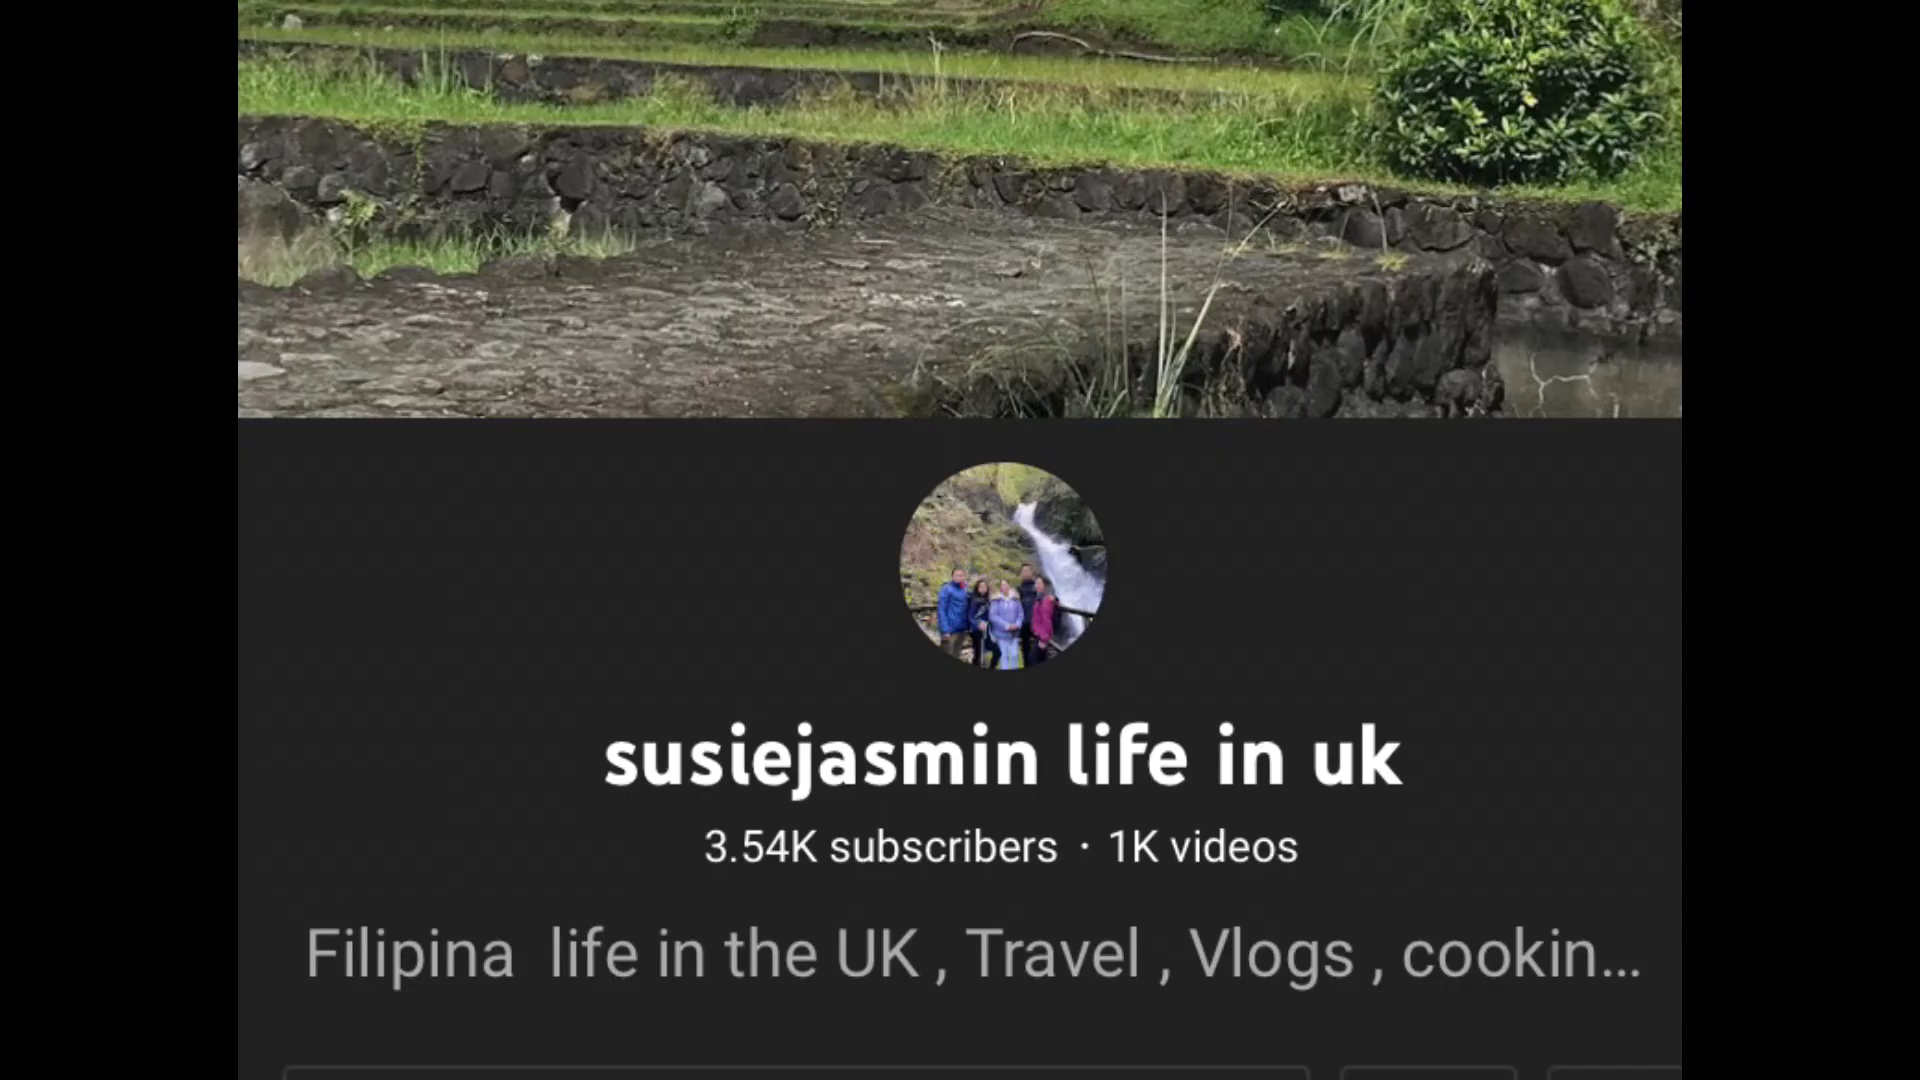 susiejasmin life in uk
3.54K subscribers · 1K videos
Filipina life in the UK , Travel , Vlogs , cookin...